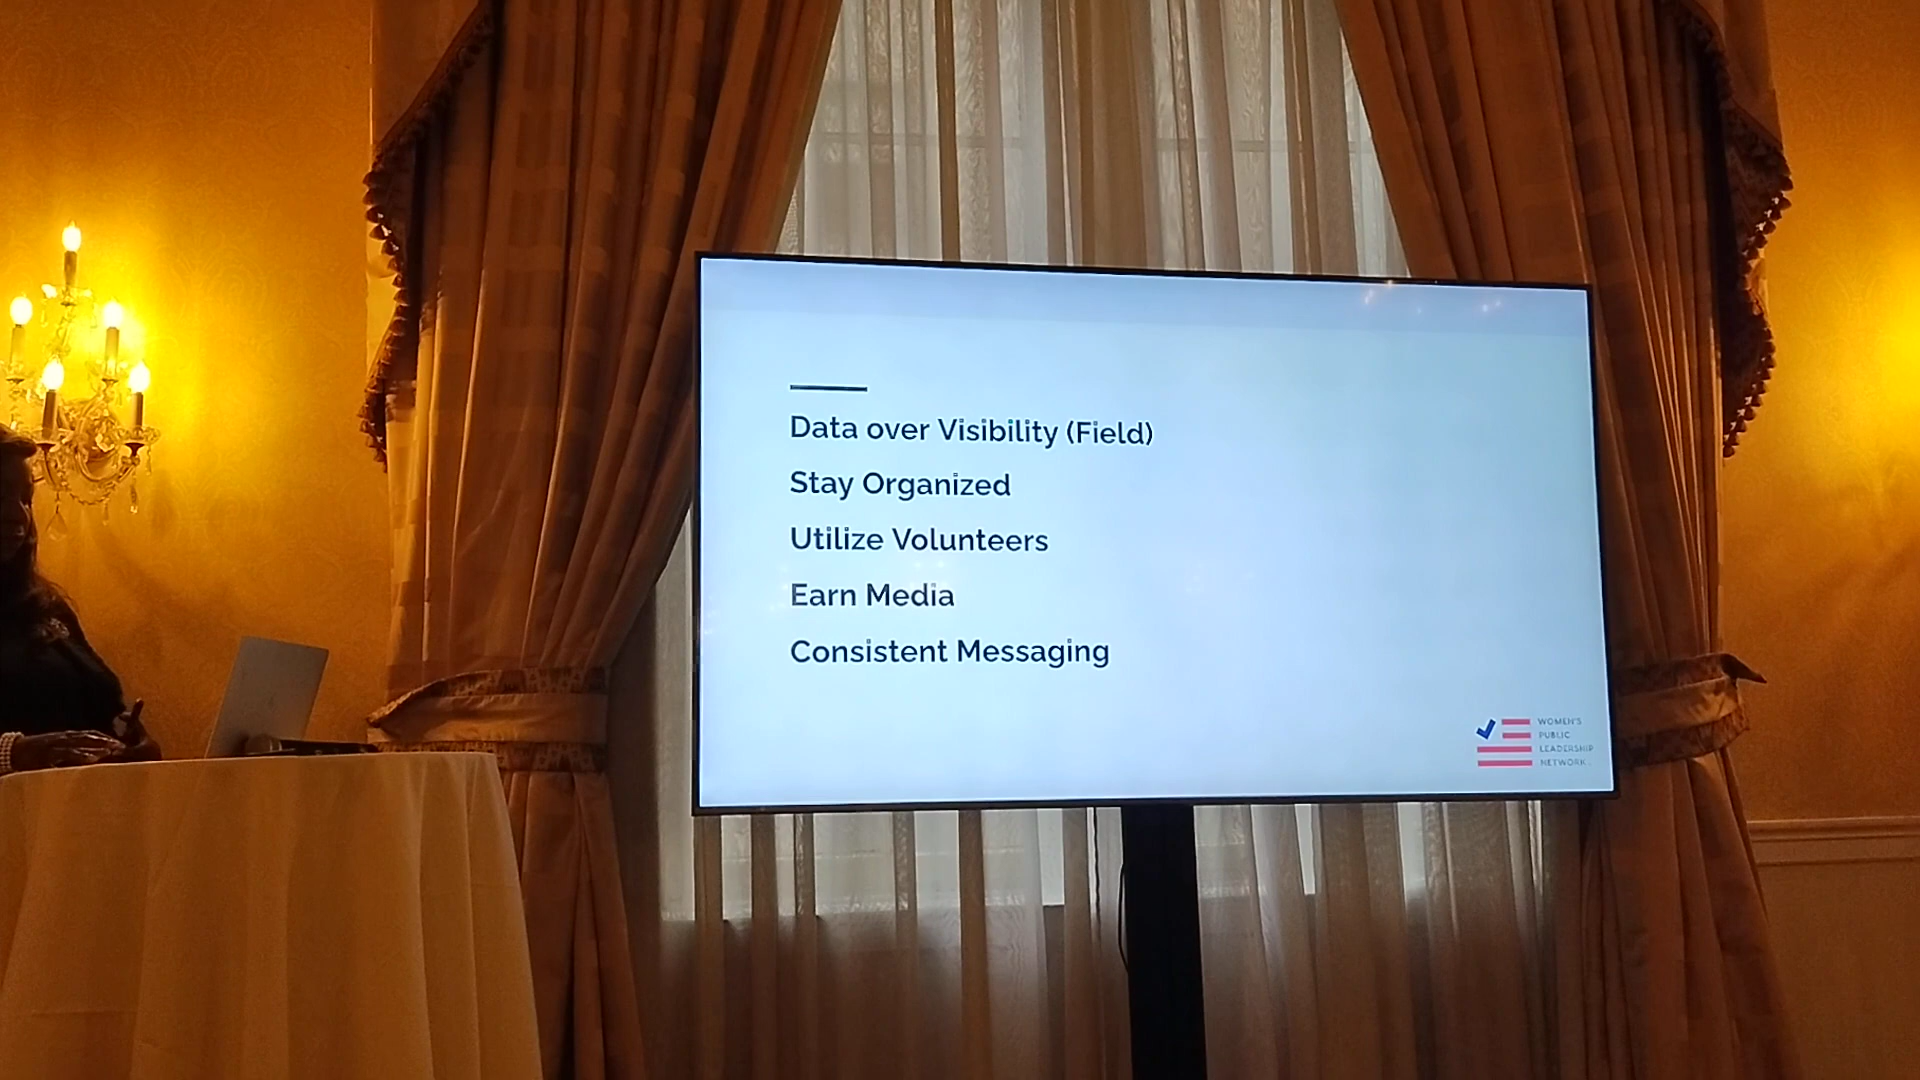 Data over Visibility (Field)
Stay Organized
Utilize Volunteers
Earn Media
Consistent Messaging
WOMEN'S
PUBLIC
LEADERSHIP
NETWORK